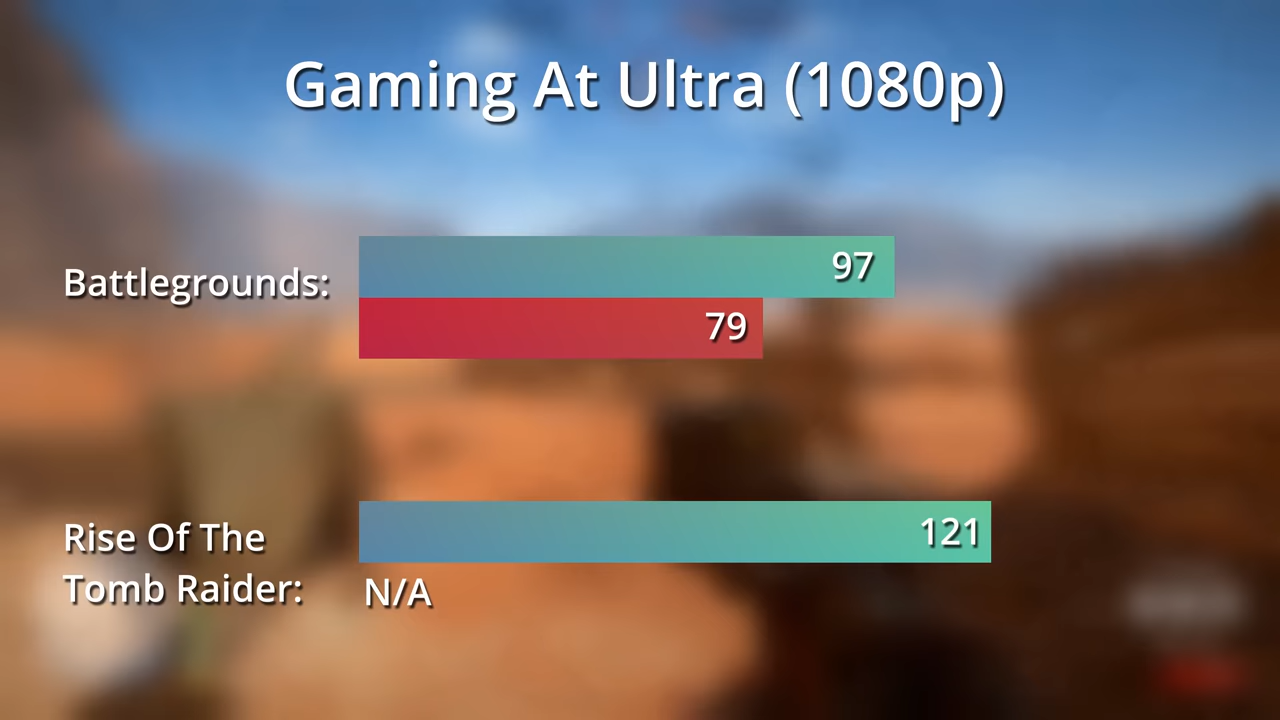 Gaming At Ultra (1080p)
Battlegrounds:
97
79
Rise Of The
Tomb Raider:
121
N/A